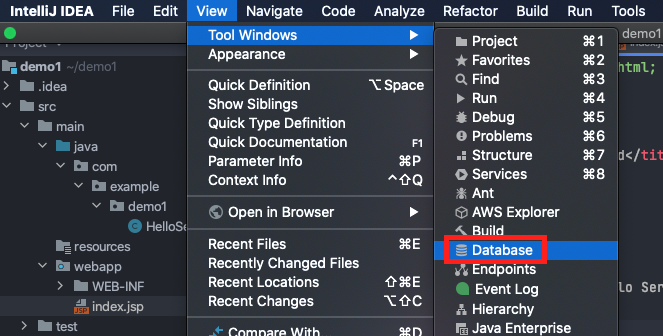 IntelliJ IDEA File Edit View Navigate Code Analyze Refactor Build Run Tools
Project
demo1 ~/demo1
.idea
src
main
java
com
example
demo1
HelloSe
resources
webapp
WEB-INF
index.jsp
test
Tool Windows
Appearance
Quick Definition ⌥Space
Show Siblings
Quick Type Definition
Quick Documentation F1
Parameter Info ⌘P
Context Info ^⇧Q
Open in Browser
Recent Files ⌘E
Recently Changed Files
Recent Locations ⇧⌘E
Recent Changes ⌥⇧C
Compare With ⌘D
Project ⌘1
Favorites ⌘2
Find ⌘3
Run ⌘4
Debug ⌘5
Problems ⌘6
Structure ⌘7
Services ⌘8
Ant
AWS Explorer
Build
Database
Endpoints
Event Log
Hierarchy
Java Enterprise
demo1
index.jsp
html;
d</tit
lo Ser